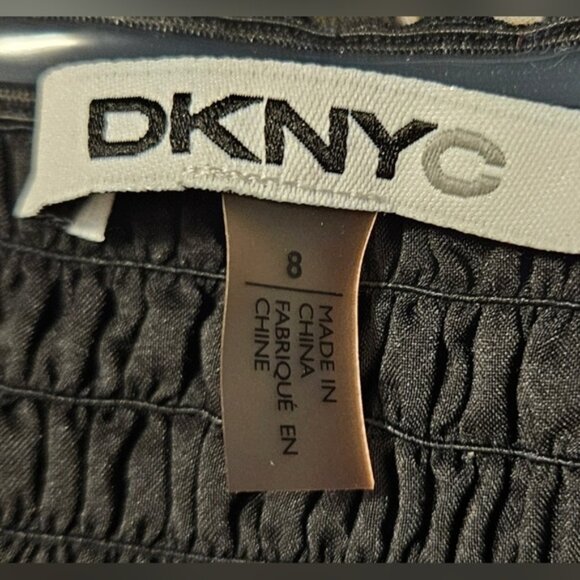 DKNYC
8
MADE IN
CHINA
FABRIQUÉ EN
CHINE